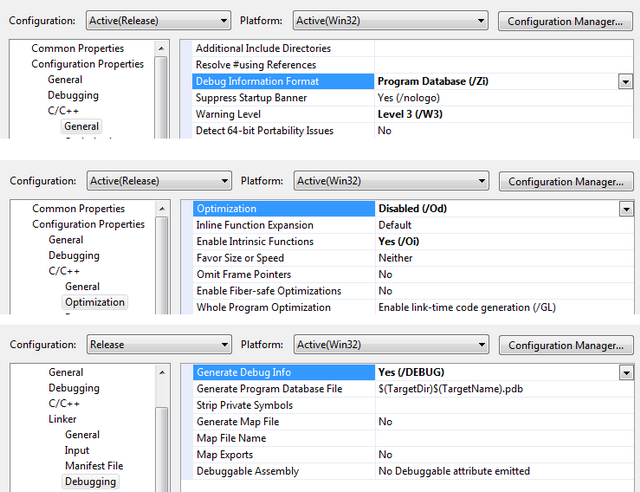 Configuration: Active(Release) Platform: Active(Win32) Configuration Manager...
Common Properties
Configuration Properties
General
Debugging
C/C++
General
Additional Include Directories
Resolve #using References
Debug Information Format Program Database (/Zi)
Suppress Startup Banner Yes (/nologo)
Warning Level Level 3 (/W3)
Detect 64-bit Portability Issues No
Configuration: Active(Release) Platform: Active(Win32) Configuration Manager...
Common Properties
Configuration Properties
General
Debugging
C/C++
General
Optimization
Optimization Disabled (/Od)
Inline Function Expansion Default
Enable Intrinsic Functions Yes (/Oi)
Favor Size or Speed Neither
Omit Frame Pointers No
Enable Fiber-safe Optimizations No
Whole Program Optimization Enable link-time code generation (/GL)
Configuration: Release Platform: Active(Win32) Configuration Manager...
General
Debugging
C/C++
Linker
General
Input
Manifest File
Debugging
Generate Debug Info Yes (/DEBUG)
Generate Program Database File $(TargetDir)$(TargetName).pdb
Strip Private Symbols
Generate Map File No
Map File Name
Map Exports No
Debuggable Assembly No Debuggable attribute emitted